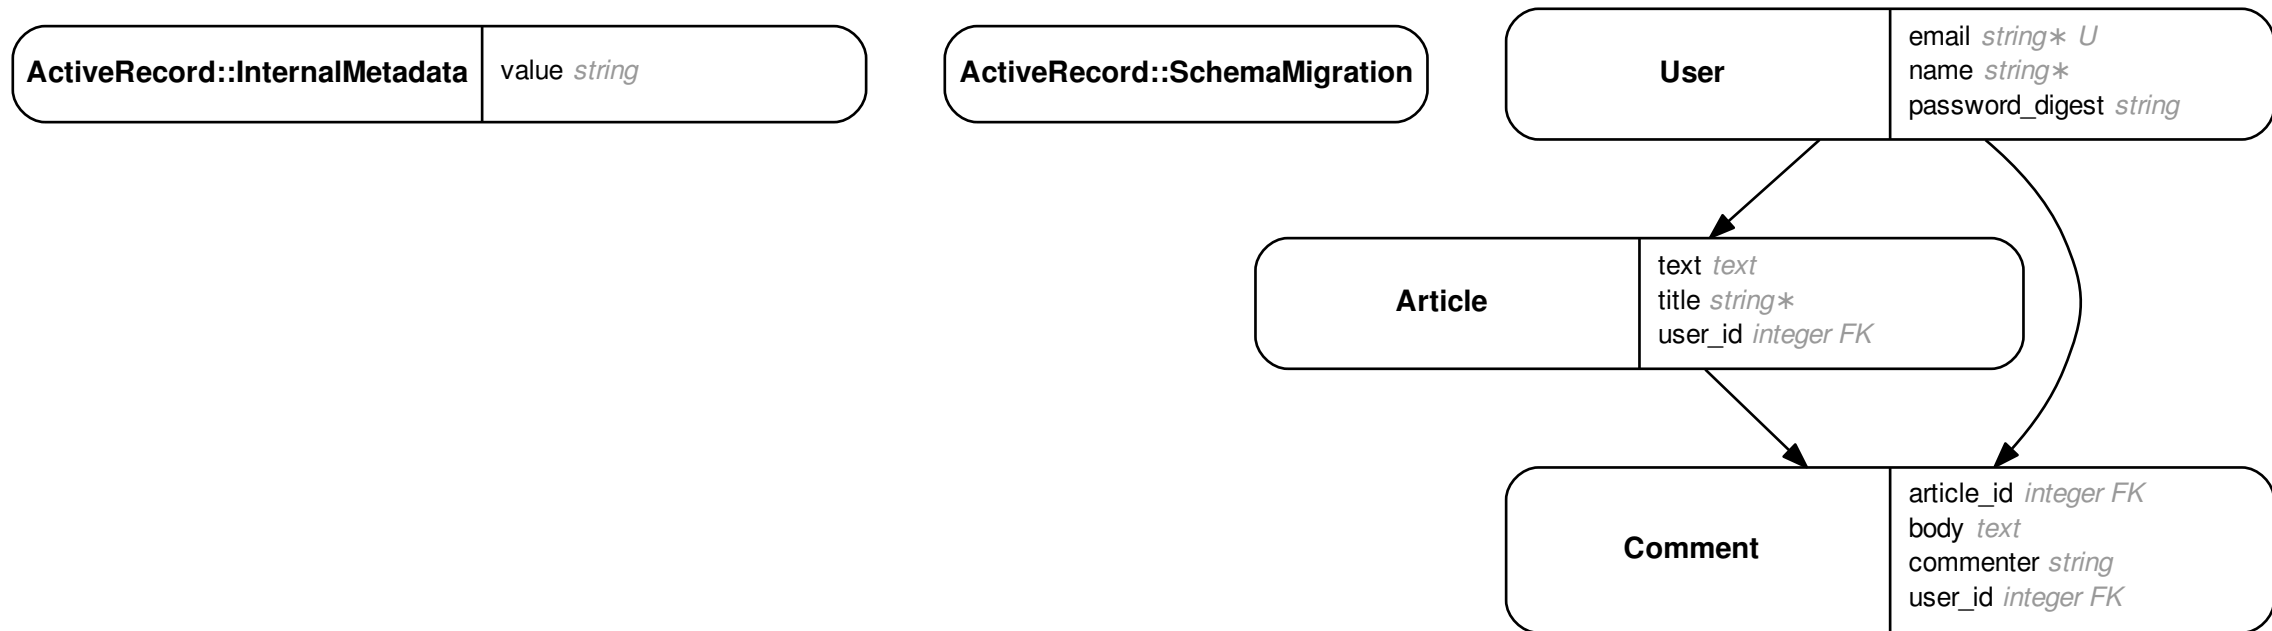 ActiveRecord::InternalMetadata
value string
ActiveRecord::SchemaMigration
User
email string∗ U
name string∗
password_digest string
Article
text text
title string∗
user_id integer FK
Comment
article_id integer FK
body text
commenter string
user_id integer FK